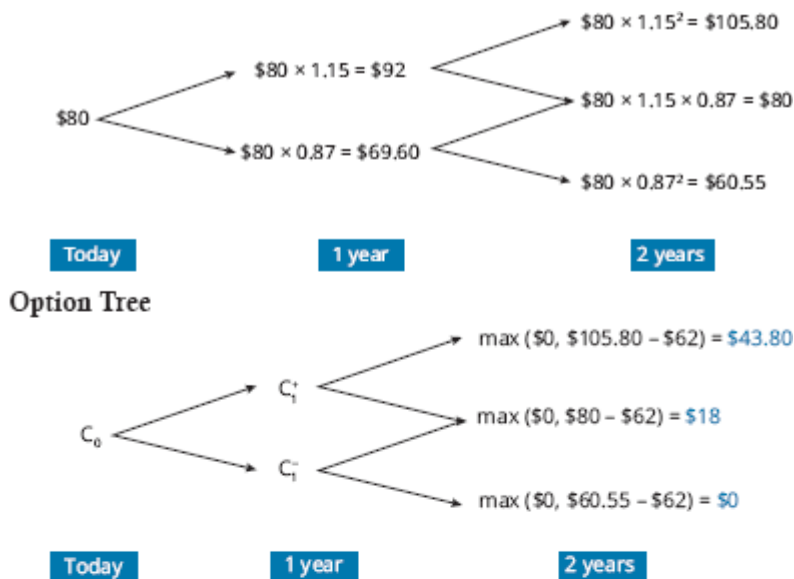 $80 × 1.15² = $105.80
$80 × 1.15 = $92
$80
$80 × 1.15 × 0.87 = $80
$80 × 0.87 = $69.60
$80 × 0.87² = $60.55
Today 1 year 2 years
Option Tree
max ($0, $105.80 – $62) = $43.80
C₁⁺
max ($0, $80 – $62) = $18
C₀
C₁⁻
max ($0, $60.55 – $62) = $0
Today 1 year 2 years